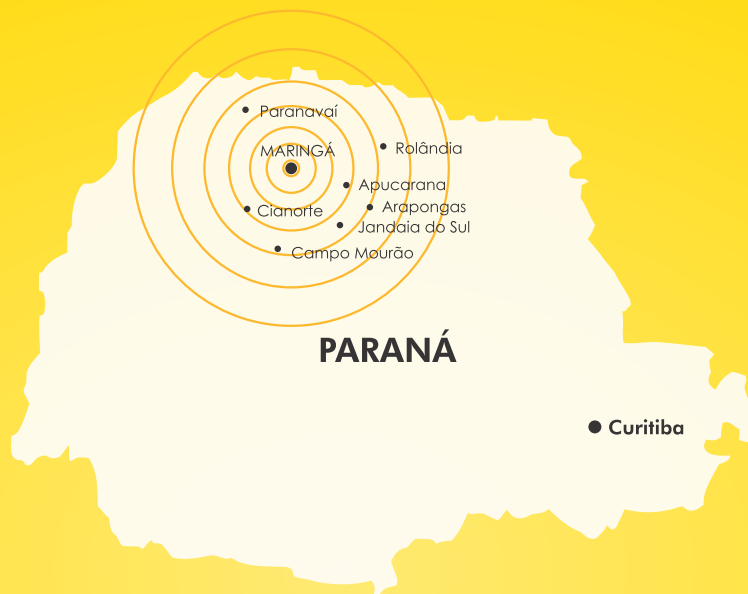 Paranavaí
MARINGÁ
Rolândia
Apucarana
Cianorte
Arapongas
Jandaia do Sul
Campo Mourão
PARANÁ
Curitiba